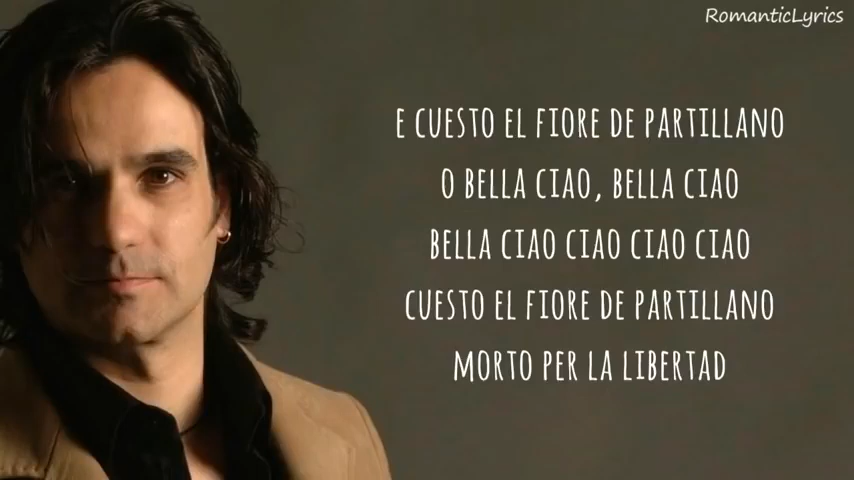 RomanticLyrics
E CUESTO EL FIORE DE PARTILLANO
O BELLA CIAO, BELLA CIAO
BELLA CIAO CIAO CIAO CIAO
CUESTO EL FIORE DE PARTILLANO
MORTO PER LA LIBERTAD